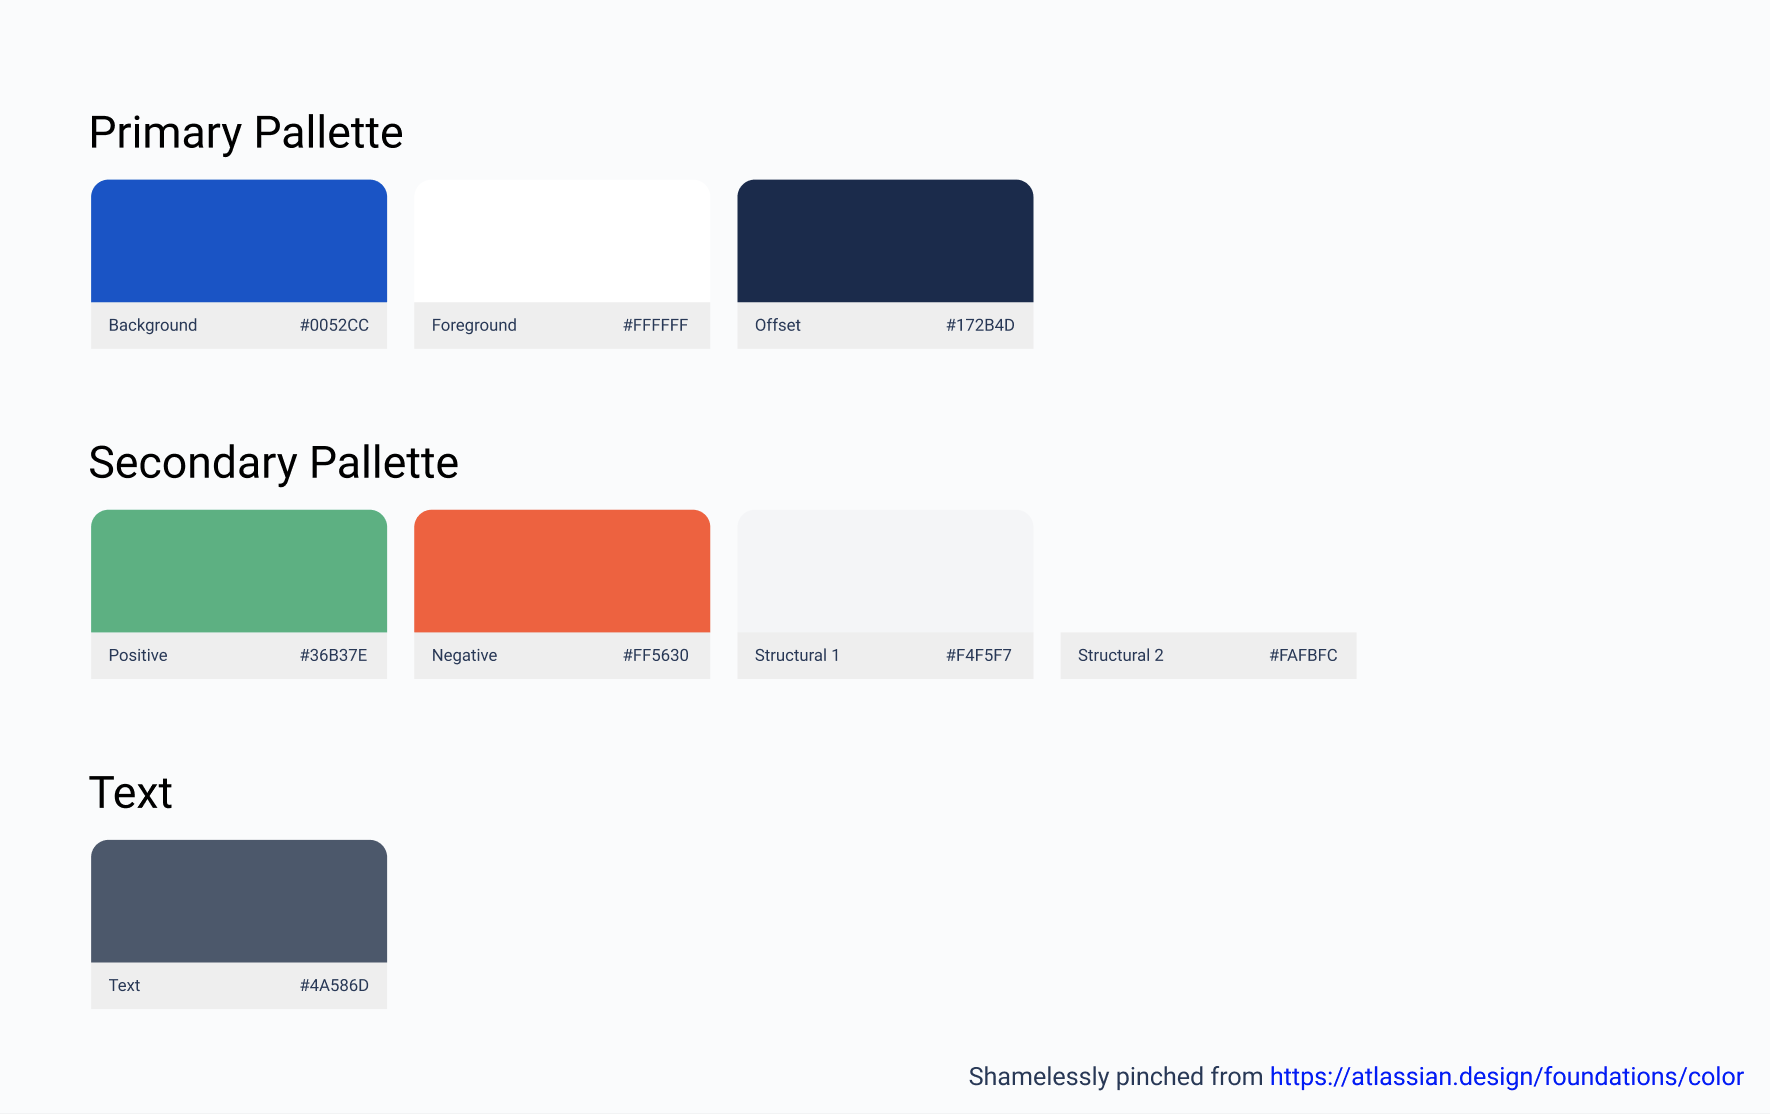 Primary Pallette
Background #0052CC
Foreground #FFFFFF
Offset #172B4D
Secondary Pallette
Positive #36B37E
Negative #FF5630
Structural 1 #F4F5F7
Structural 2 #FAFBFC
Text
Text #4A586D
Shamelessly pinched from https://atlassian.design/foundations/color